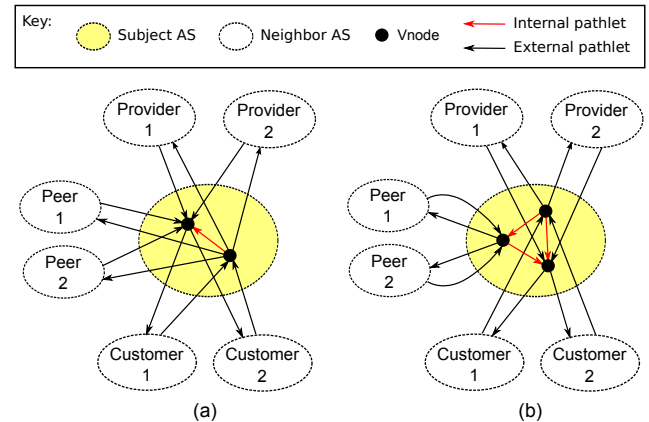 Key:
Subject AS
Neighbor AS
Vnode
Internal pathlet
External pathlet
Provider
1
Provider
2
Peer
1
Peer
2
Customer
1
Customer
2
(a)
Provider
1
Provider
2
Peer
1
Peer
2
Customer
1
Customer
2
(b)